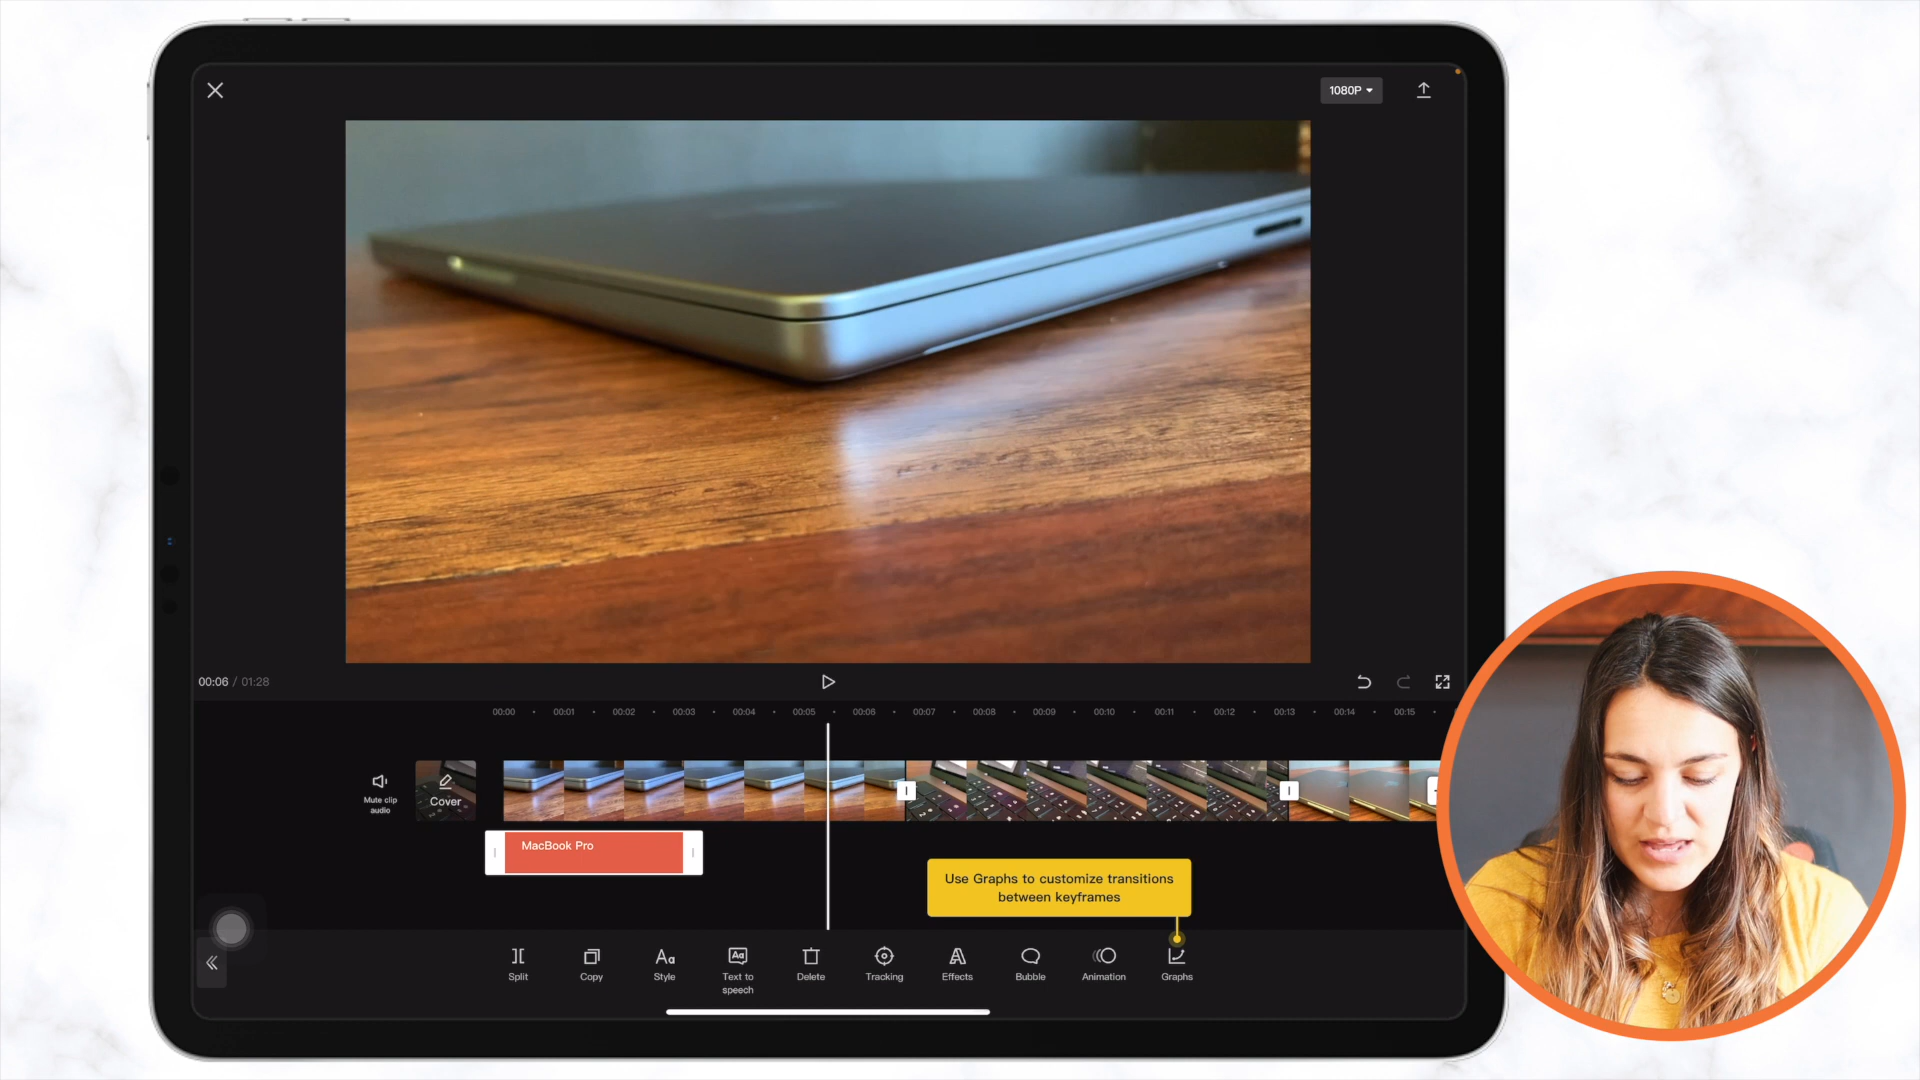 1080P
00:06 / 01:28
00:00 00:01 00:02 00:03 00:04 00:05 00:06 00:07 00:08 00:09 00:10 00:11 00:12 00:13 00:14 00:15
Mute clip
audio
Cover
MacBook Pro
Use Graphs to customize transitions
between keyframes
Split
Copy
Aa
Style
Aa
Text to
speech
Delete
Tracking
Effects
Bubble
Animation
Graphs